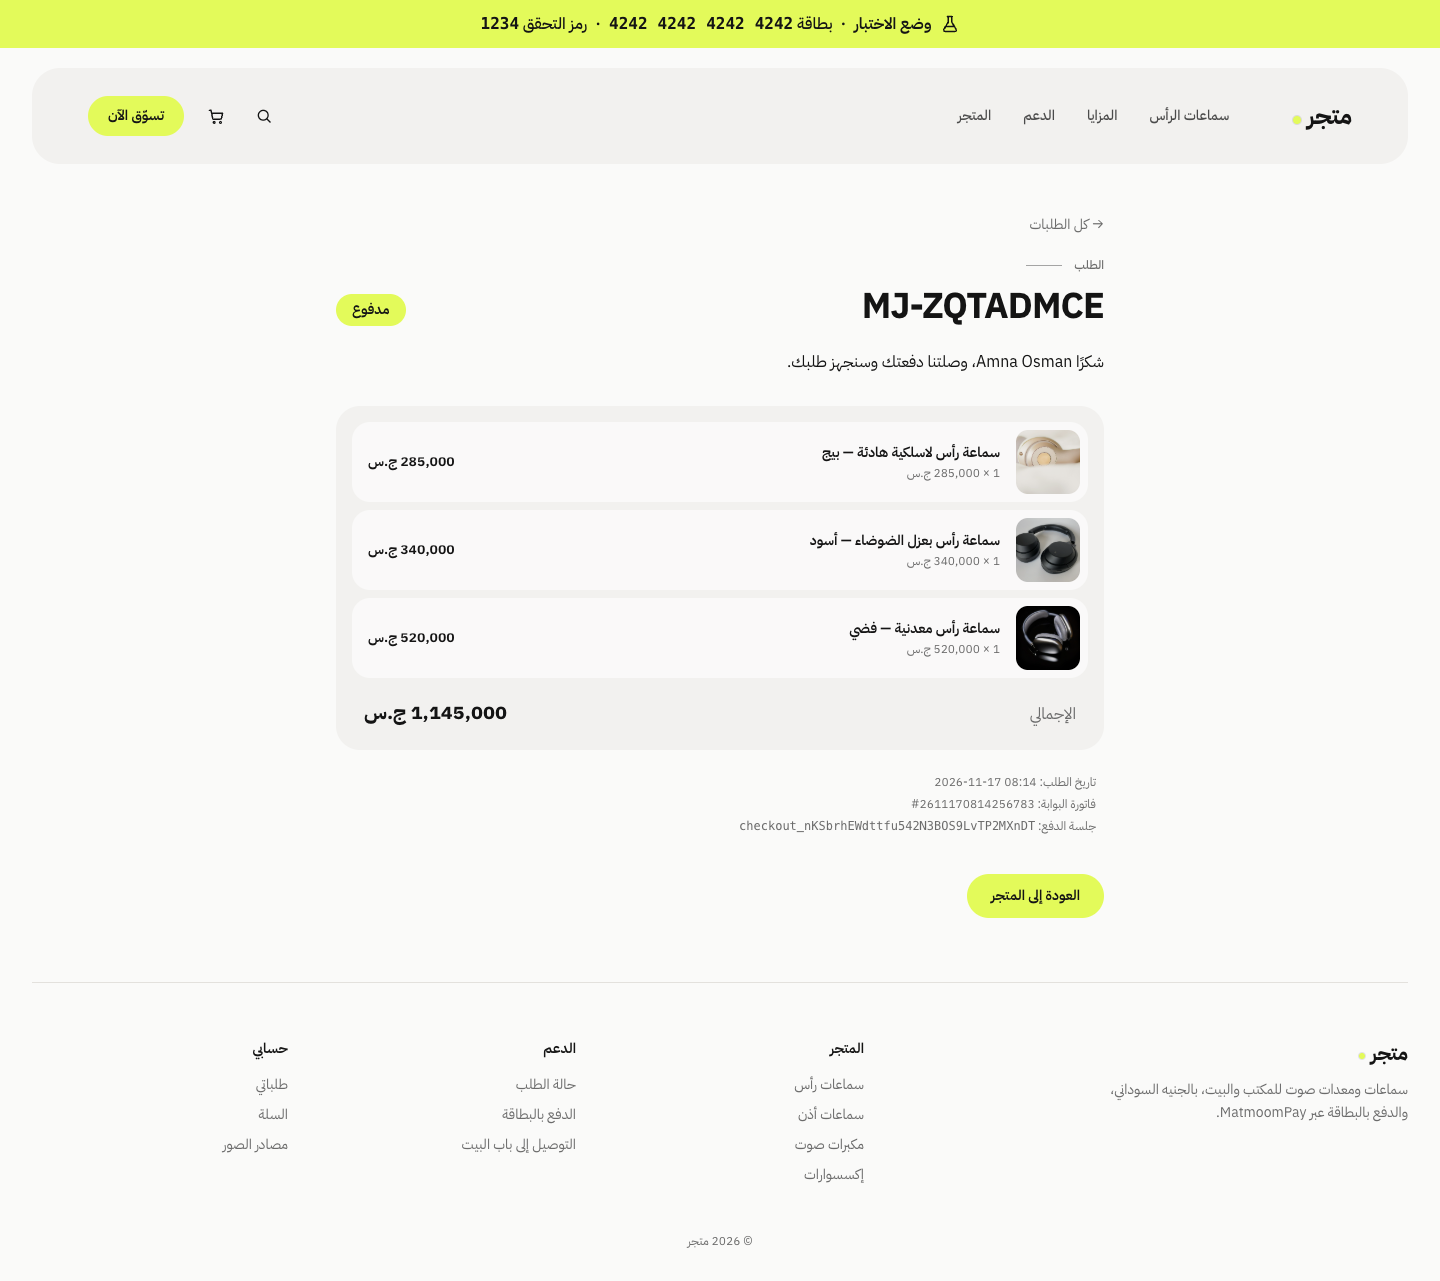 وضع الاختبار · بطاقة 4242 4242 4242 4242 · رمز التحقق 1234
متجر
سماعات الرأس
المزايا
الدعم
المتجر
تسوّق الآن
→ كل الطلبات
الطلب
MJ-ZQTADMCE
مدفوع
شكرًا Amna Osman، وصلتنا دفعتك وسنجهز طلبك.
سماعة رأس لاسلكية هادئة — بيج
1 × 285,000 ج.س
285,000 ج.س
سماعة رأس بعزل الضوضاء — أسود
1 × 340,000 ج.س
340,000 ج.س
سماعة رأس معدنية — فضي
1 × 520,000 ج.س
520,000 ج.س
الإجمالي
1,145,000 ج.س
تاريخ الطلب: 2026-11-17 08:14
فاتورة البوابة: #2611170814256783
جلسة الدفع: checkout_nKSbrhEWdttfu542N3BOS9LvTP2MXnDT
العودة إلى المتجر
متجر
سماعات ومعدات صوت للمكتب والبيت، بالجنيه السوداني،
والدفع بالبطاقة عبر MatmoomPay.
المتجر
سماعات رأس
سماعات أذن
مكبرات صوت
إكسسوارات
الدعم
حالة الطلب
الدفع بالبطاقة
التوصيل إلى باب البيت
حسابي
طلباتي
السلة
مصادر الصور
© 2026 متجر